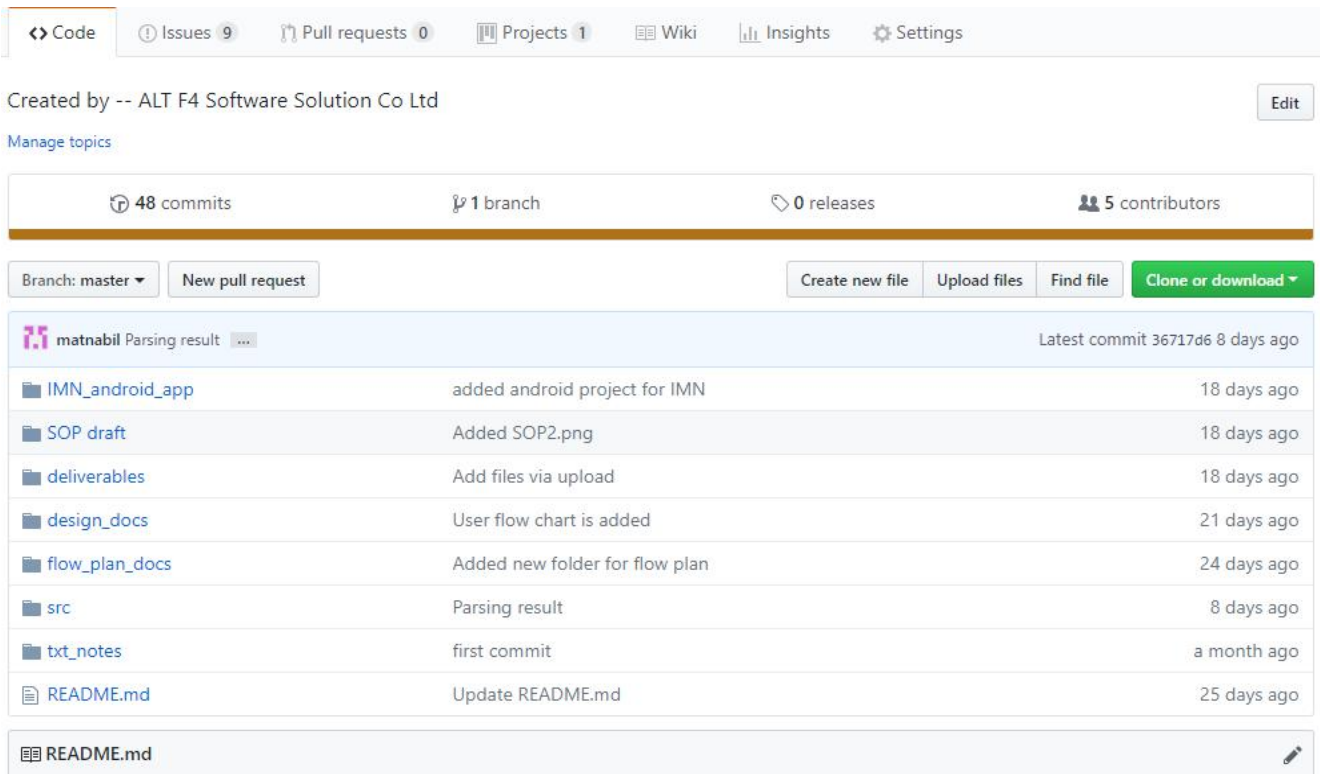 Code Issues 9 Pull requests 0 Projects 1 Wiki Insights Settings
Created by -- ALT F4 Software Solution Co Ltd Edit
Manage topics
48 commits 1 branch 0 releases 5 contributors
Branch: master New pull request Create new file Upload files Find file Clone or download
matnabil Parsing result ... Latest commit 36717d6 8 days ago
IMN_android_app added android project for IMN 18 days ago
SOP draft Added SOP2.png 18 days ago
deliverables Add files via upload 18 days ago
design_docs User flow chart is added 21 days ago
flow_plan_docs Added new folder for flow plan 24 days ago
src Parsing result 8 days ago
txt_notes first commit a month ago
README.md Update README.md 25 days ago
README.md